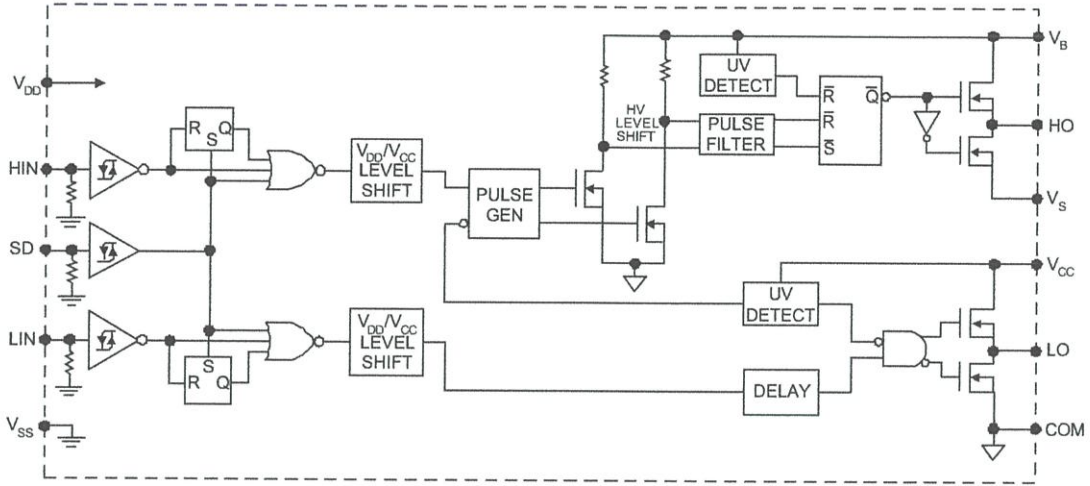 V_B
UV
DETECT
V_DD
R̅ Q̅
HV
LEVEL
SHIFT
R̅
PULSE
FILTER
HO
S̅
R Q
S
V_DD/V_CC
LEVEL
SHIFT
HIN
PULSE
GEN
V_S
SD
V_CC
UV
DETECT
V_DD/V_CC
LEVEL
SHIFT
LIN
LO
S
R Q
DELAY
V_SS
COM